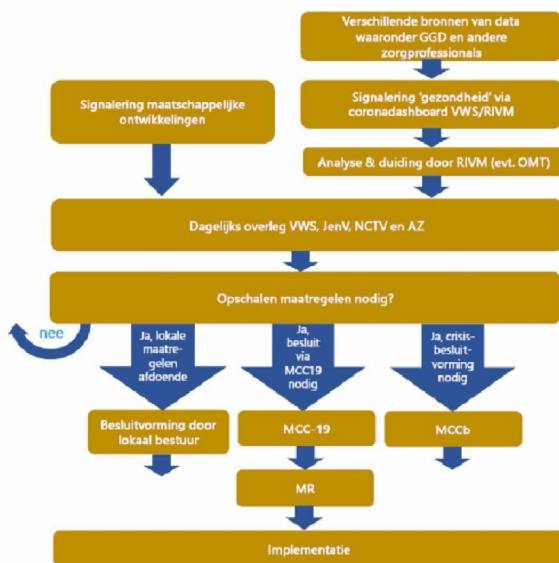 Verschillende bronnen van data
waaronder GGD en andere
zorgprofessionals
Signalering maatschappelijke
ontwikkelingen
Signalering 'gezondheid' via
coronadashboard VWS/RIVM
Analyse & duiding door RIVM (evt. OMT)
Dagelijks overleg VWS, JenV, NCTV en AZ
Opschalen maatregelen nodig?
nee
Ja, lokale
maatre-
gelen
afdoende
Ja,
besluit
via
MCC19
nodig
Ja, crisis-
besluit-
vorming
nodig
Besluitvorming door
lokaal bestuur
MCC-19
MCCb
MR
Implementatie